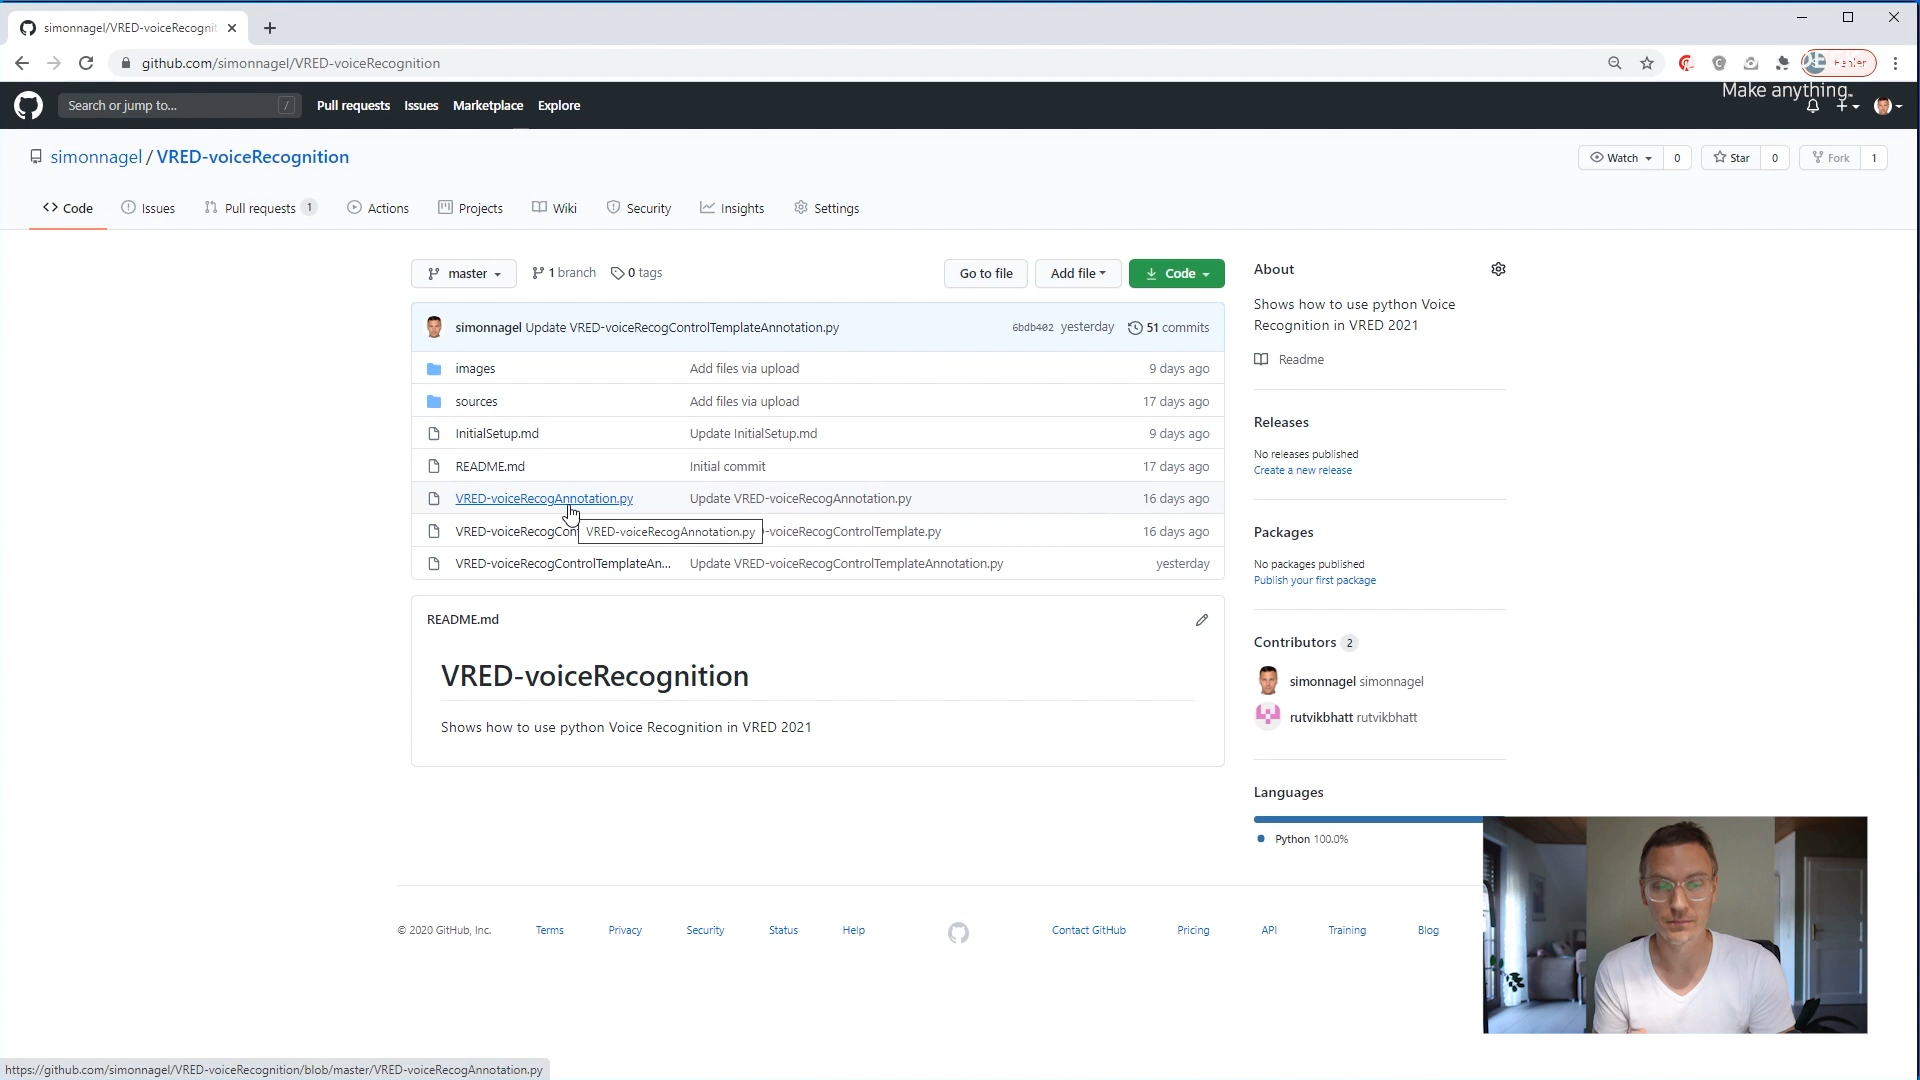 simonnagel/VRED-voiceRecognit
github.com/simonnagel/VRED-voiceRecognition
Make anything.
Search or jump to...
/
Pull requests
Issues
Marketplace
Explore
simonnagel / VRED-voiceRecognition
Watch
0
Star
0
Fork
1
Code
Issues
Pull requests 1
Actions
Projects
Wiki
Security
Insights
Settings
master
1 branch
0 tags
Go to file
Add file
Code
simonnagel Update VRED-voiceRecogControlTemplateAnnotation.py
6bdb402 yesterday
51 commits
images
Add files via upload
9 days ago
sources
Add files via upload
17 days ago
InitialSetup.md
Update InitialSetup.md
9 days ago
README.md
Initial commit
17 days ago
VRED-voiceRecogAnnotation.py
Update VRED-voiceRecogAnnotation.py
16 days ago
VRED-voiceRecogCon
VRED-voiceRecogAnnotation.py
-voiceRecogControlTemplate.py
16 days ago
VRED-voiceRecogControlTemplateAn...
Update VRED-voiceRecogControlTemplateAnnotation.py
yesterday
README.md
VRED-voiceRecognition
Shows how to use python Voice Recognition in VRED 2021
About
Shows how to use python Voice
Recognition in VRED 2021
Readme
Releases
No releases published
Create a new release
Packages
No packages published
Publish your first package
Contributors 2
simonnagel simonnagel
rutvikbhatt rutvikbhatt
Languages
Python 100.0%
© 2020 GitHub, Inc.
Terms
Privacy
Security
Status
Help
Contact GitHub
Pricing
API
Training
Blog
https://github.com/simonnagel/VRED-voiceRecognition/blob/master/VRED-voiceRecogAnnotation.py